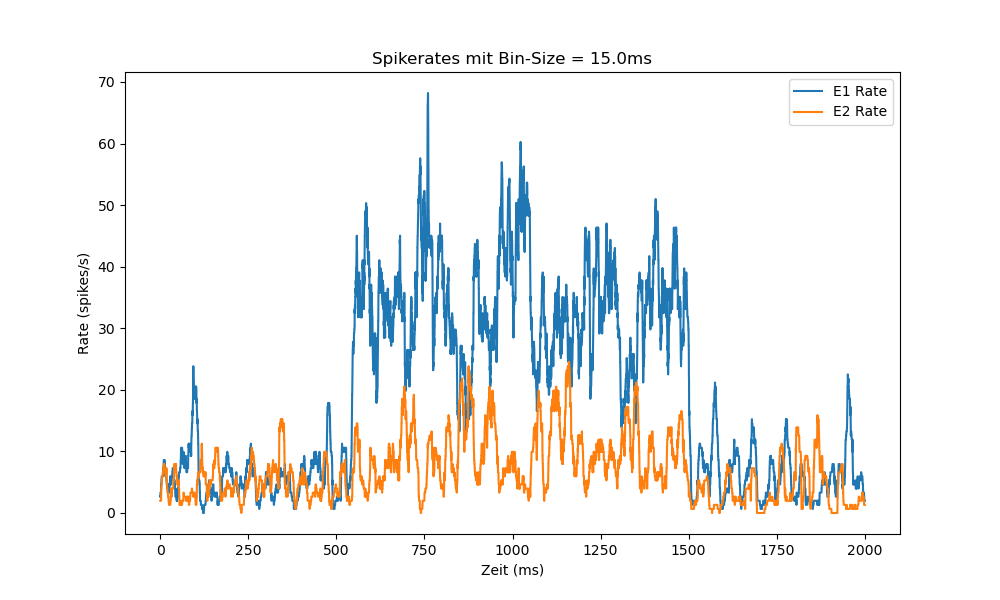 Spikerates mit Bin-Size = 15.0ms
E1 Rate
E2 Rate
Rate (spikes/s)
70
60
50
40
30
20
10
0
0 250 500 750 1000 1250 1500 1750 2000
Zeit (ms)